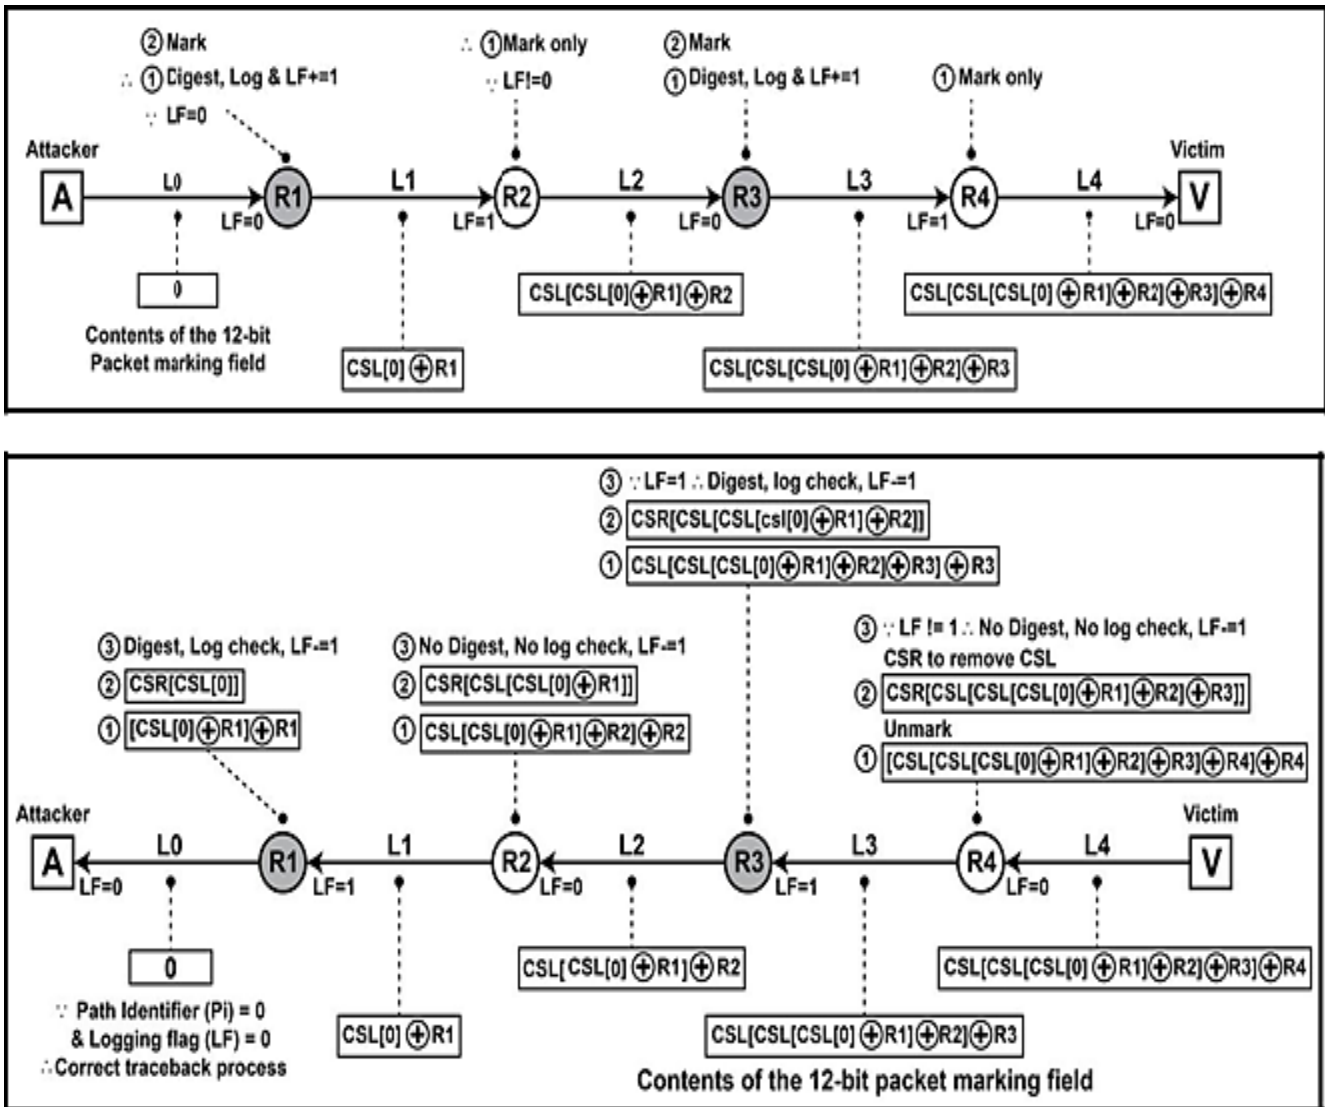 ② Mark
∴ ① Digest, Log & LF+=1
∵ LF=0
∴ ① Mark only
∵ LF!=0
② Mark
① Digest, Log & LF+=1
① Mark only
Attacker
Victim
A
L0
LF=0
R1
L1
LF=1
R2
L2
LF=0
R3
L3
LF=1
R4
L4
LF=0
V
0
CSL[CSL[0]⊕R1]⊕R2
CSL[CSL[CSL[0]⊕R1]⊕R2]⊕R3]⊕R4
Contents of the 12-bit
Packet marking field
CSL[0]⊕R1
CSL[CSL[CSL[0]⊕R1]⊕R2]⊕R3
③ ∵ LF=1 ∴ Digest, log check, LF-=1
② CSR[CSL[CSL[csl[0]⊕R1]⊕R2]]
① CSL[CSL[CSL[0]⊕R1]⊕R2]⊕R3]⊕R3
③ Digest, Log check, LF-=1
② CSR[CSL[0]]
① [CSL[0]⊕R1]⊕R1
③ No Digest, No log check, LF-=1
② CSR[CSL[CSL[0]⊕R1]]
① CSL[CSL[0]⊕R1]⊕R2]⊕R2
③ ∵ LF != 1 ∴ No Digest, No log check, LF-=1
CSR to remove CSL
② CSR[CSL[CSL[CSL[0]⊕R1]⊕R2]⊕R3]]
Unmark
① [CSL[CSL[CSL[0]⊕R1]⊕R2]⊕R3]⊕R4]⊕R4
Attacker
Victim
A
LF=0
L0
R1
LF=1
L1
R2
LF=0
L2
R3
LF=1
L3
R4
LF=0
L4
V
0
CSL[ CSL[0]⊕R1]⊕R2
CSL[CSL[CSL[0]⊕R1]⊕R2]⊕R3]⊕R4
∵ Path Identifier (Pi) = 0
& Logging flag (LF) = 0
∴Correct traceback process
CSL[0]⊕R1
CSL[CSL[CSL[0]⊕R1]⊕R2]⊕R3
Contents of the 12-bit packet marking field